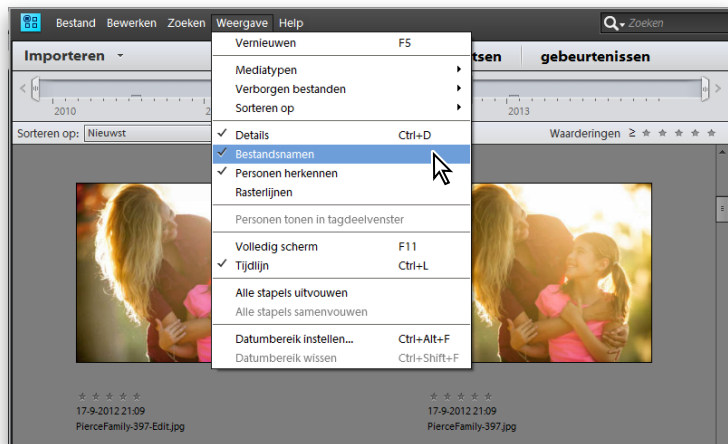 Bestand Bewerken Zoeken Weergave Help Zoeken
Importeren tsen gebeurtenissen
2010 2 2013
Sorteren op: Nieuwst Waarderingen ≥
Vernieuwen F5
Mediatypen
Verborgen bestanden
Sorteren op
Details Ctrl+D
Bestandsnamen
Personen herkennen
Rasterlijnen
Personen tonen in tagdeelvenster
Volledig scherm F11
Tijdlijn Ctrl+L
Alle stapels uitvouwen
Alle stapels samenvouwen
Datumbereik instellen... Ctrl+Alt+F
Datumbereik wissen Ctrl+Shift+F
17-9-2012 21:09 17-9-2012 21:09
PierceFamily-397-Edit.jpg PierceFamily-397.jpg